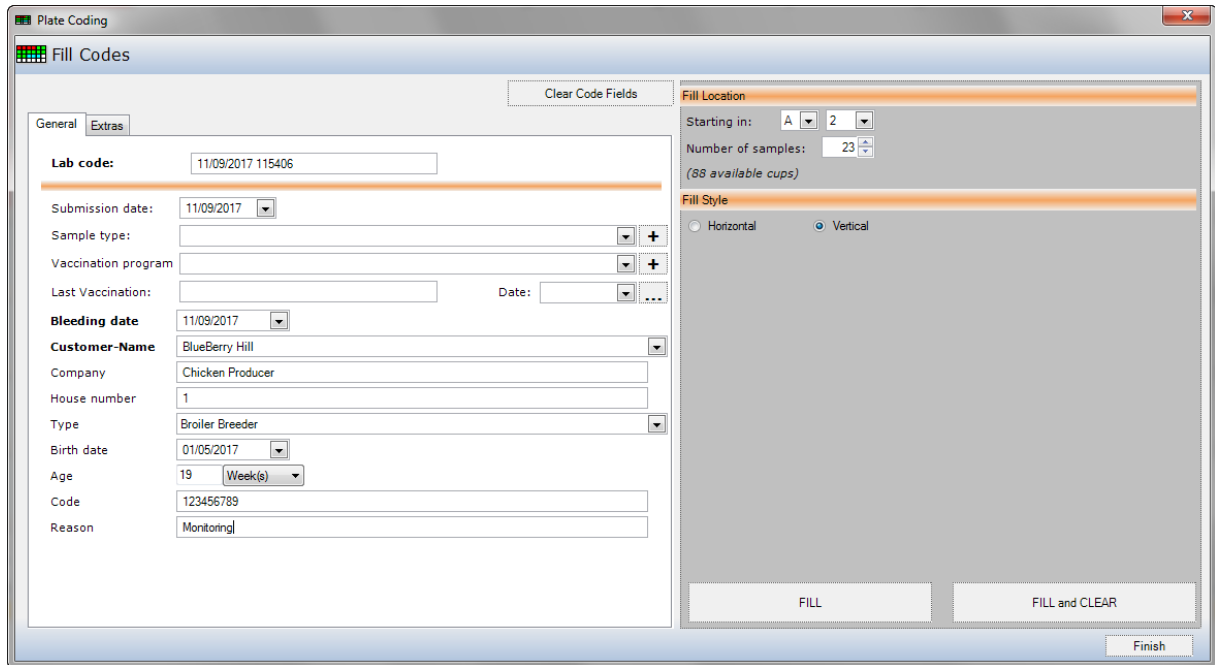 Plate Coding
Fill Codes
Clear Code Fields
General Extras
Lab code: 11/09/2017 115406
Submission date: 11/09/2017
Sample type: +
Vaccination program +
Last Vaccination: Date: ...
Bleeding date 11/09/2017
Customer-Name BlueBerry Hill
Company Chicken Producer
House number 1
Type Broiler Breeder
Birth date 01/05/2017
Age 19 Week(s)
Code 123456789
Reason Monitoring
Fill Location
Starting in: A 2
Number of samples: 23
(88 available cups)
Fill Style
Horizontal Vertical
FILL FILL and CLEAR
Finish